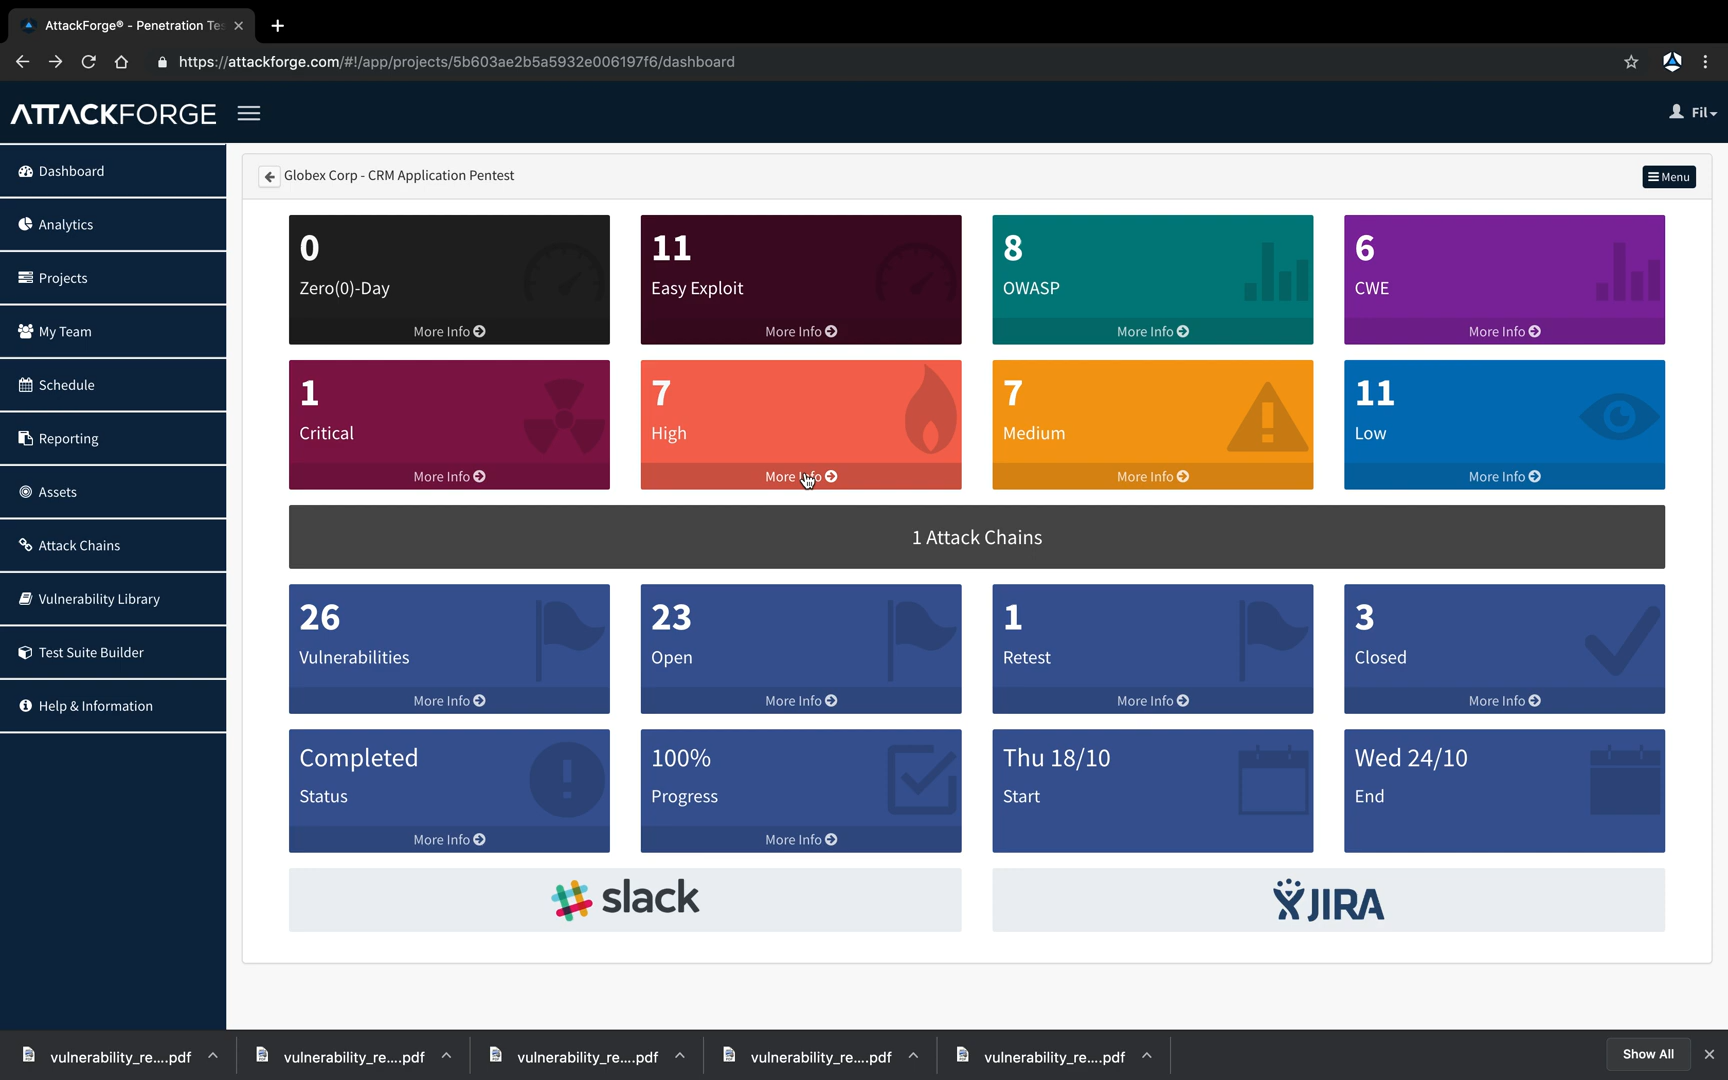 AttackForge® - Penetration Te
https://attackforge.com/#!/app/projects/5b603ae2b5a5932e006197f6/dashboard
ATTACKFORGE
Fil
Dashboard
Analytics
Projects
My Team
Schedule
Reporting
Assets
Attack Chains
Vulnerability Library
Test Suite Builder
Help & Information
Globex Corp - CRM Application Pentest
Menu
0
Zero(0)-Day
More Info
11
Easy Exploit
More Info
8
OWASP
More Info
6
CWE
More Info
1
Critical
More Info
7
High
More Info
7
Medium
More Info
11
Low
More Info
1 Attack Chains
26
Vulnerabilities
More Info
23
Open
More Info
1
Retest
More Info
3
Closed
More Info
Completed
Status
More Info
100%
Progress
More Info
Thu 18/10
Start
Wed 24/10
End
slack
JIRA
vulnerability_re....pdf
vulnerability_re....pdf
vulnerability_re....pdf
vulnerability_re....pdf
vulnerability_re....pdf
Show All